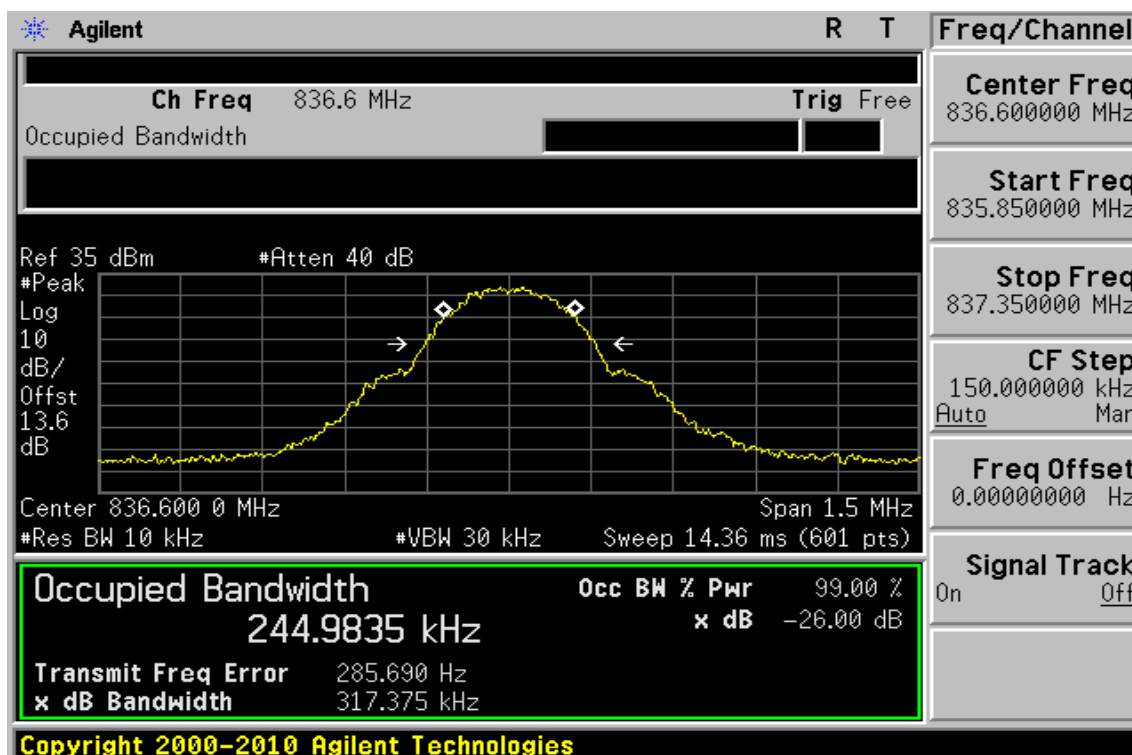 Agilent R T
Freq/Channel
Ch Freq 836.6 MHz Trig Free
Occupied Bandwidth
Center Freq
836.600000 MHz
Start Freq
835.850000 MHz
Stop Freq
837.350000 MHz
CF Step
150.000000 kHz
Auto Man
Freq Offset
0.00000000 Hz
Signal Track
On Off
Ref 35 dBm #Atten 40 dB
#Peak
Log
10
dB/
Offst
13.6
dB
Center 836.600 0 MHz Span 1.5 MHz
#Res BW 10 kHz #VBW 30 kHz Sweep 14.36 ms (601 pts)
Occupied Bandwidth Occ BW % Pwr 99.00 %
244.9835 kHz x dB -26.00 dB
Transmit Freq Error 285.690 Hz
x dB Bandwidth 317.375 kHz
Copyright 2000-2010 Agilent Technologies